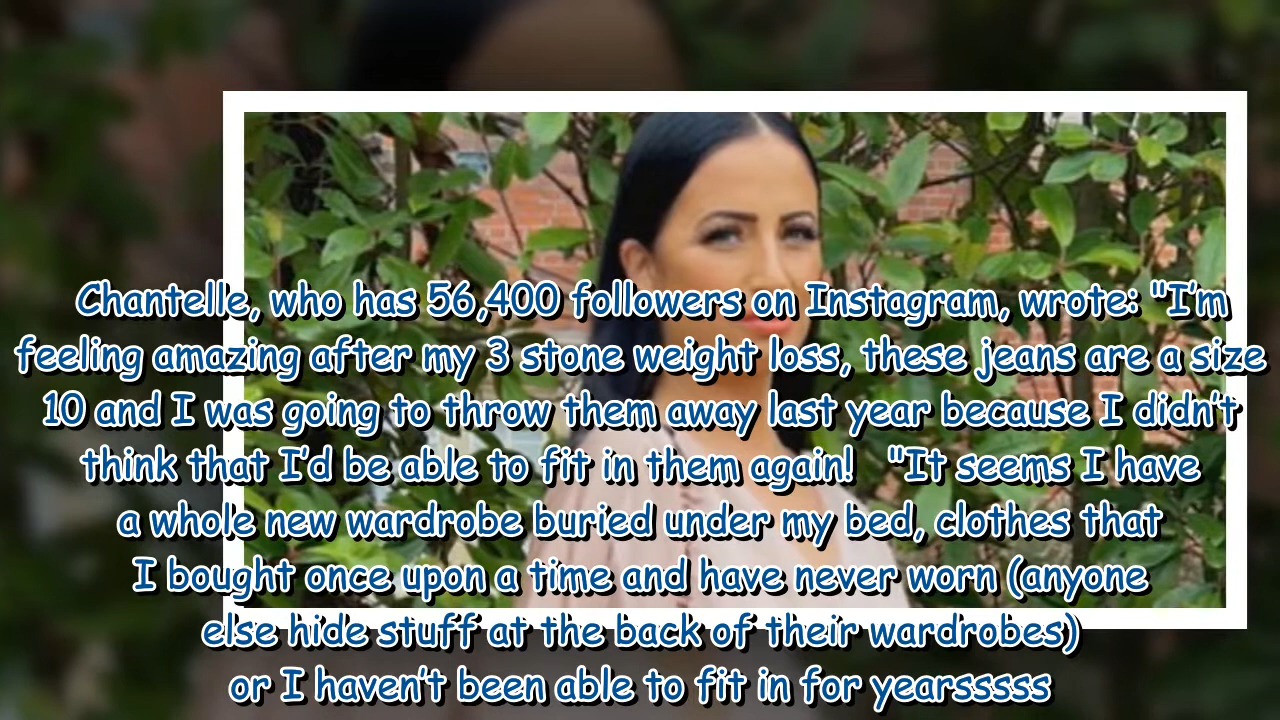 Chantelle, who has 56,400 followers on Instagram, wrote: "I’m
feeling amazing after my 3 stone weight loss, these jeans are a size
10 and I was going to throw them away last year because I didn’t
think that I’d be able to fit in them again!   "It seems I have
a whole new wardrobe buried under my bed, clothes that
I bought once upon a time and have never worn (anyone
else hide stuff at the back of their wardrobes)
or I haven’t been able to fit in for yearsssss